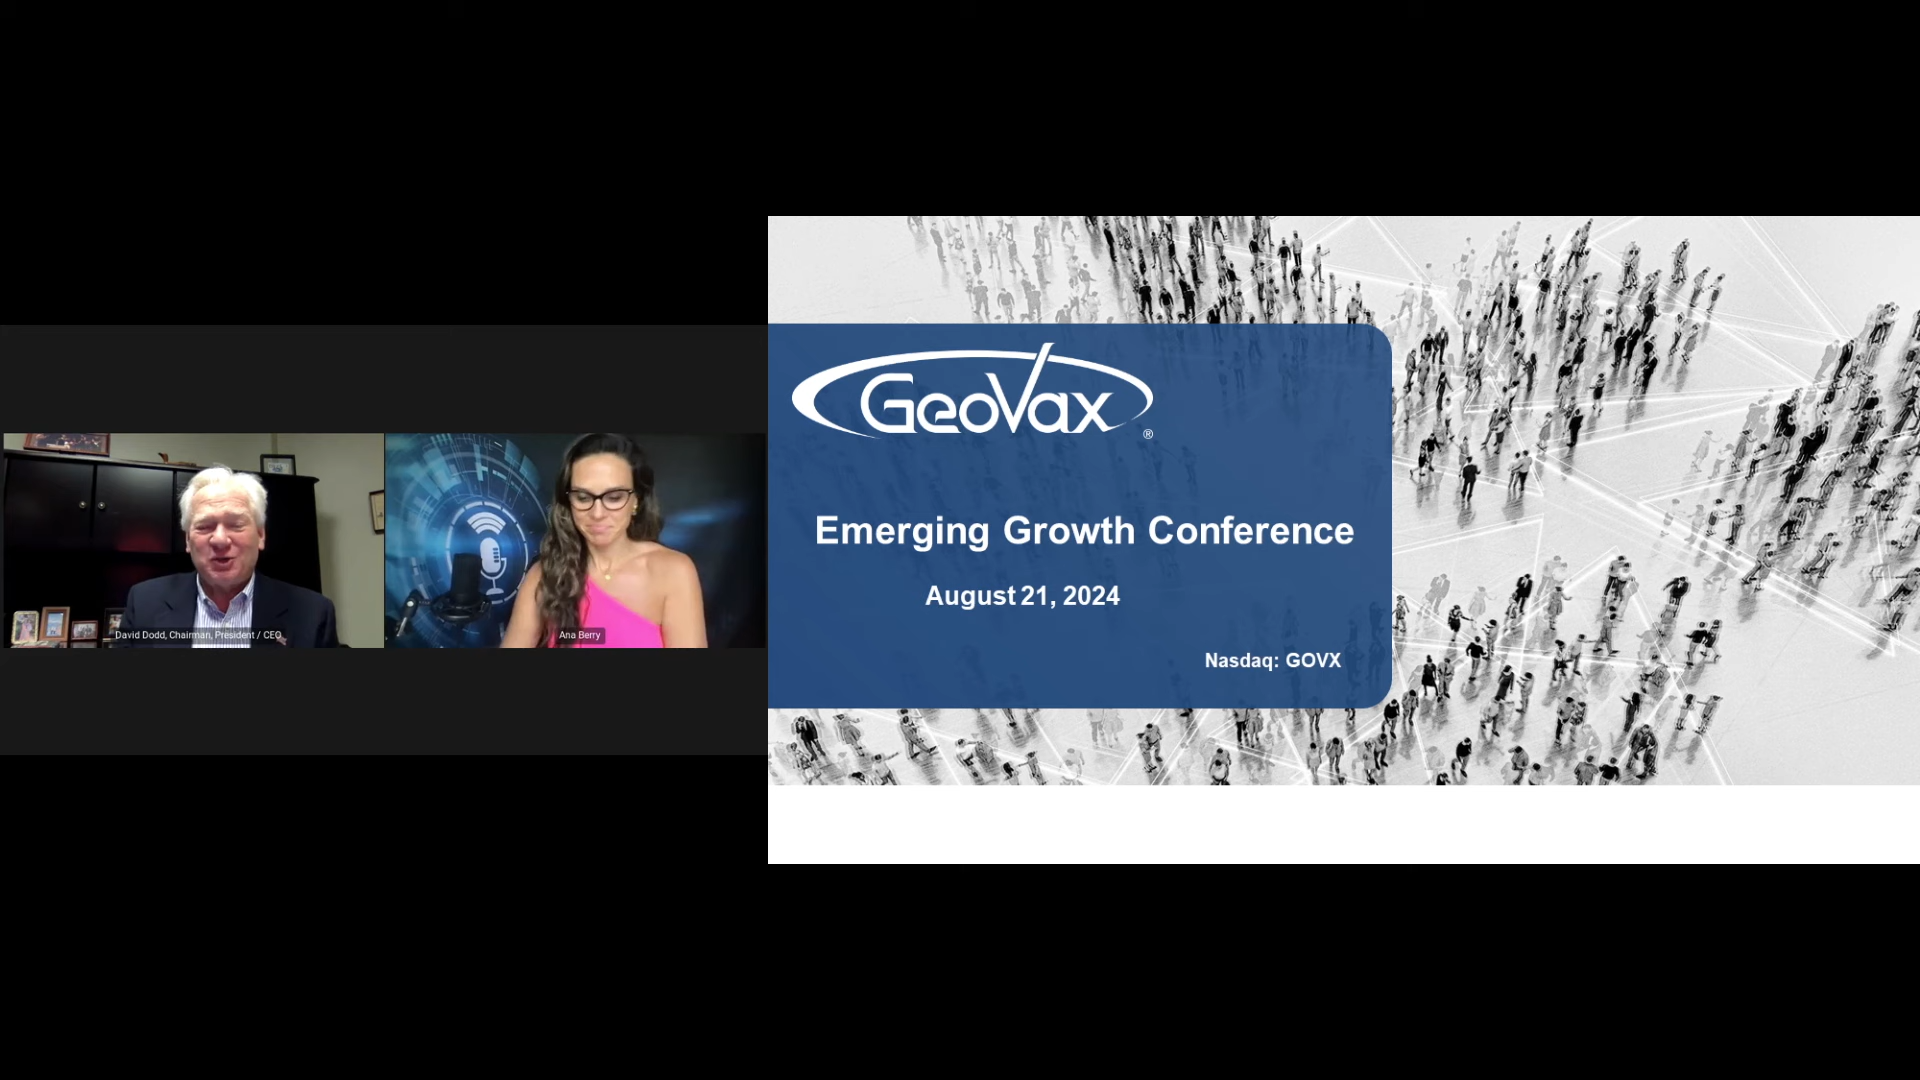 David Dodd, Chairman, President / CEO
Ana Berry
GeoVax®
Emerging Growth Conference
August 21, 2024
Nasdaq: GOVX